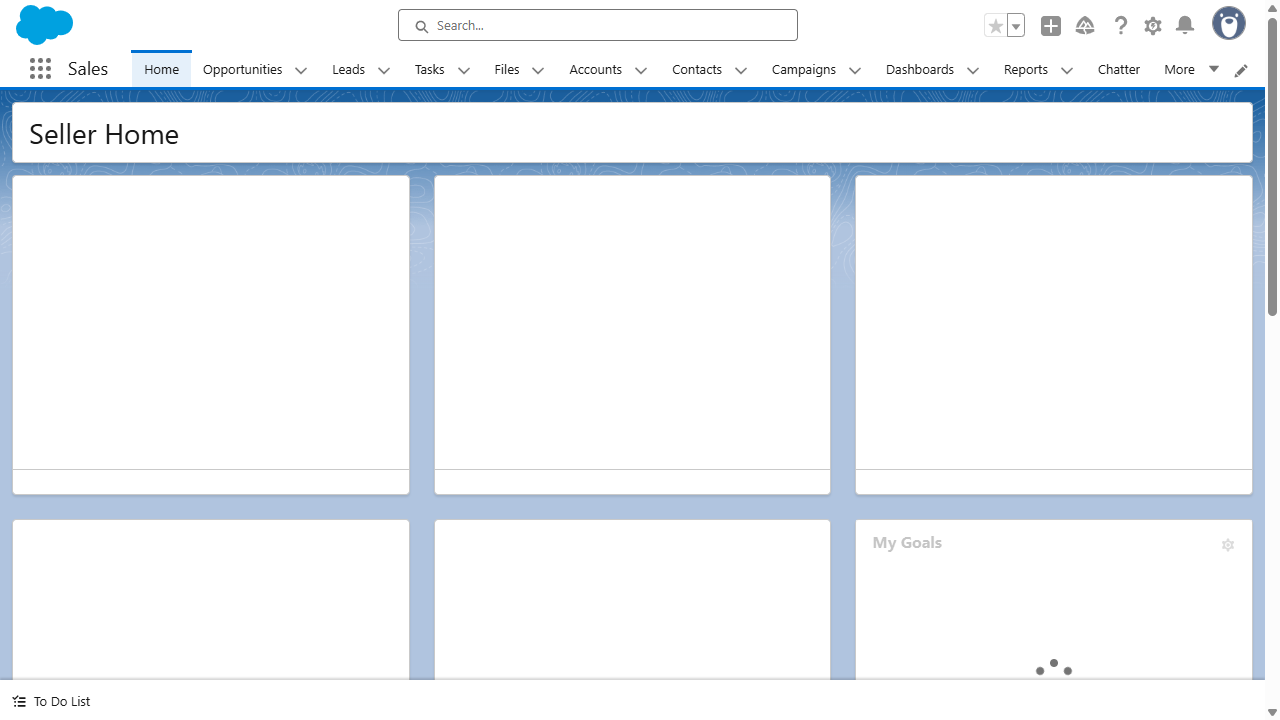 Search...
Sales
Home
Opportunities
Leads
Tasks
Files
Accounts
Contacts
Campaigns
Dashboards
Reports
Chatter
More
Seller Home
My Goals
To Do List